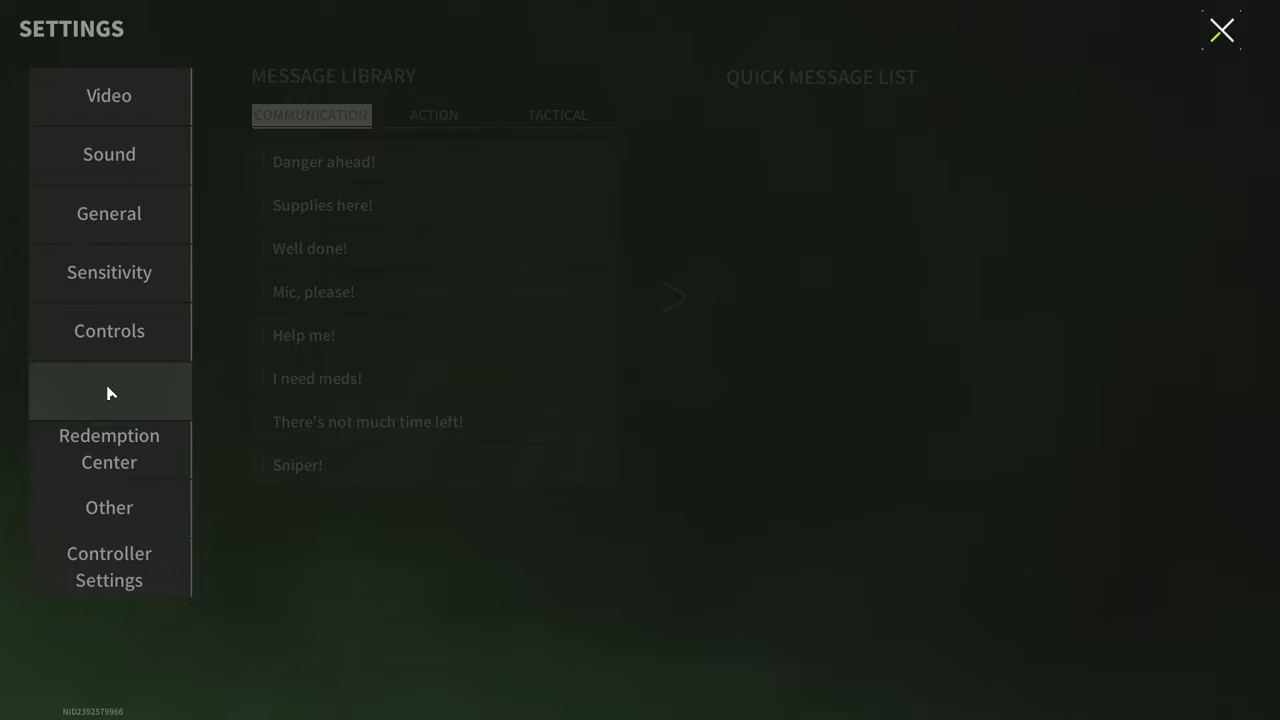 SETTINGS
Video
Sound
General
Sensitivity
Controls
Redemption
Center
Other
Controller
Settings
MESSAGE LIBRARY
COMMUNICATION
ACTION
TACTICAL
Danger ahead!
Supplies here!
Well done!
Mic, please!
Help me!
I need meds!
There's not much time left!
Sniper!
QUICK MESSAGE LIST
NID2392579966